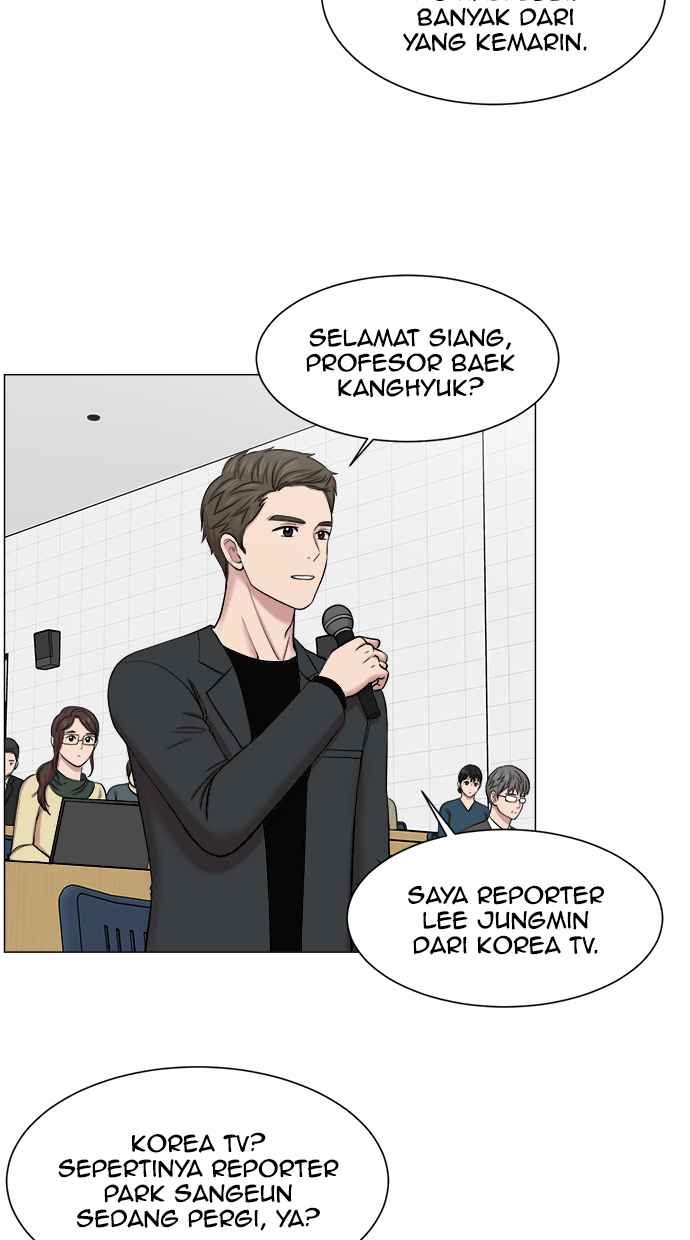 BANYAK DARI
YANG KEMARIN.
SELAMAT SIANG,
PROFESOR BAEK
KANGHYUK?
SAYA REPORTER
LEE JUNGMIN
DARI KOREA TV.
KOREA TV?
SEPERTINYA REPORTER
PARK SANGEUN
SEDANG PERGI, YA?